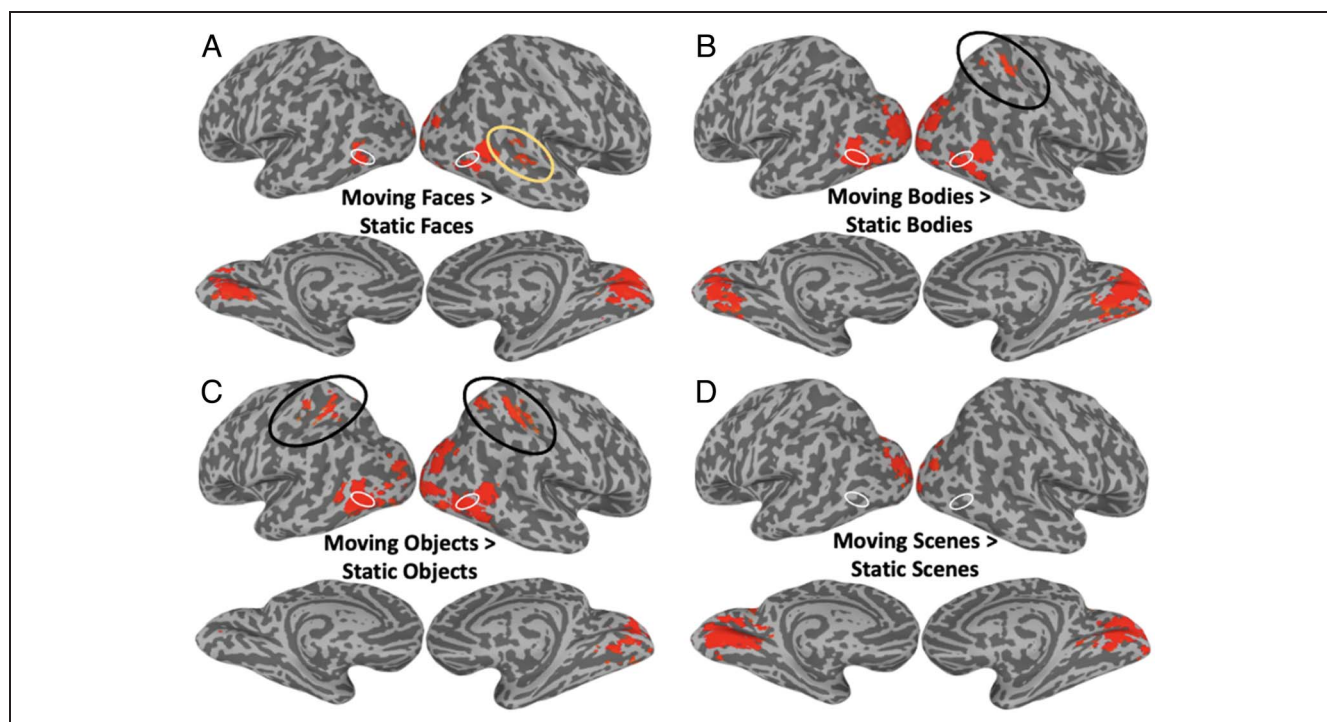 A
B
Moving Faces >
Static Faces
Moving Bodies >
Static Bodies
C
D
Moving Objects >
Static Objects
Moving Scenes >
Static Scenes